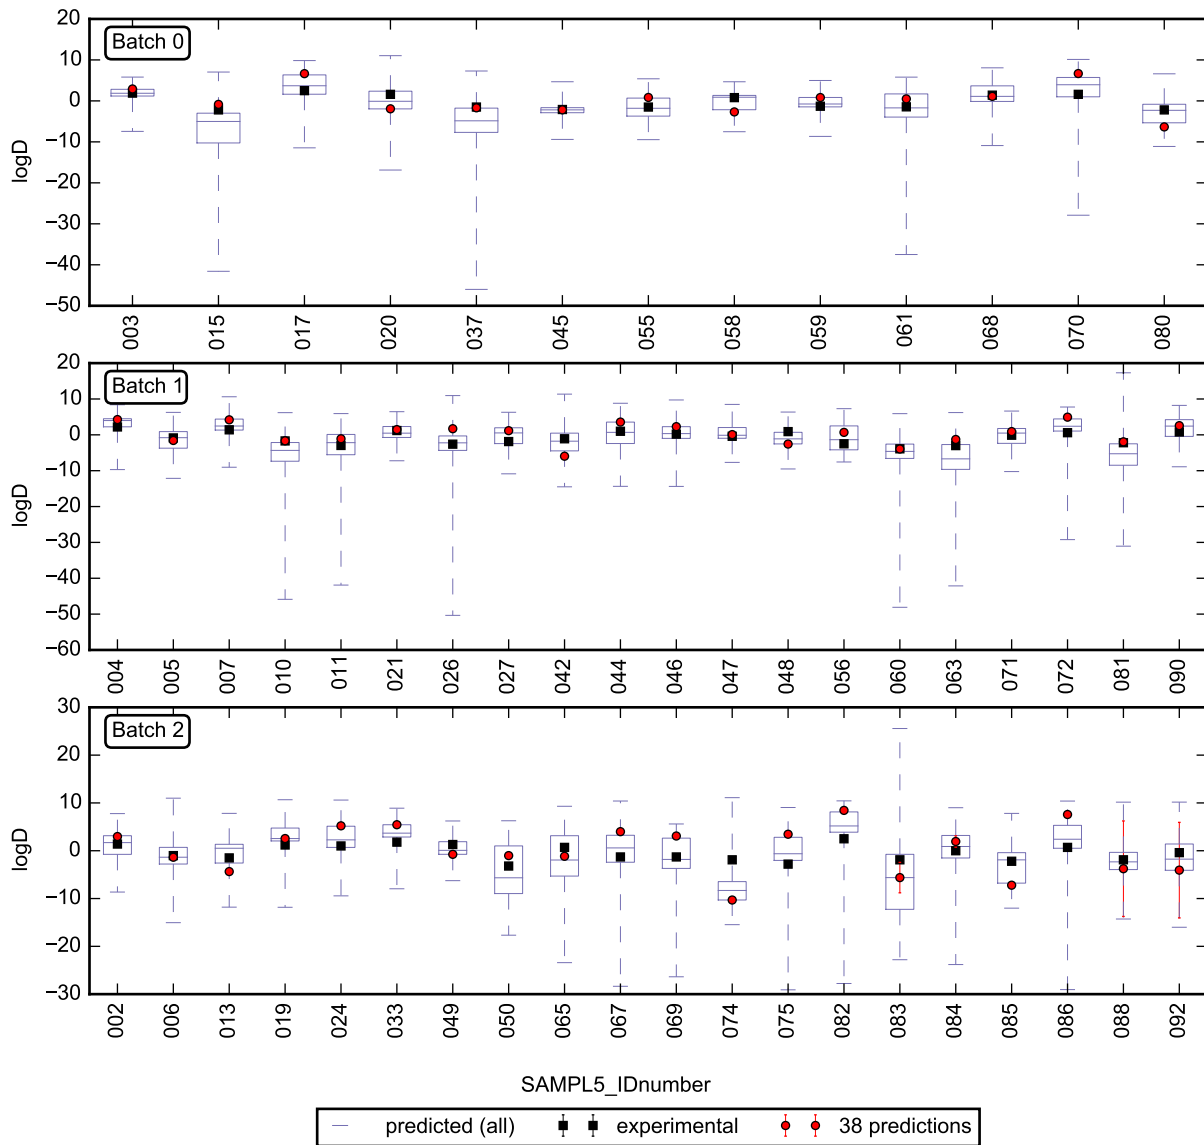 Batch 0
20
10
0
−10
−20
−30
−40
−50
logD
003 015 017 020 037 045 055 058 059 061 068 070 080
Batch 1
20
10
0
−10
−20
−30
−40
−50
−60
logD
004 005 007 010 011 021 026 027 042 044 046 047 048 056 060 063 071 072 081 090
Batch 2
30
20
10
0
−10
−20
−30
logD
002 006 013 019 024 033 049 050 065 067 069 074 075 082 083 084 085 086 088 092
SAMPL5_IDnumber
predicted (all) experimental 38 predictions